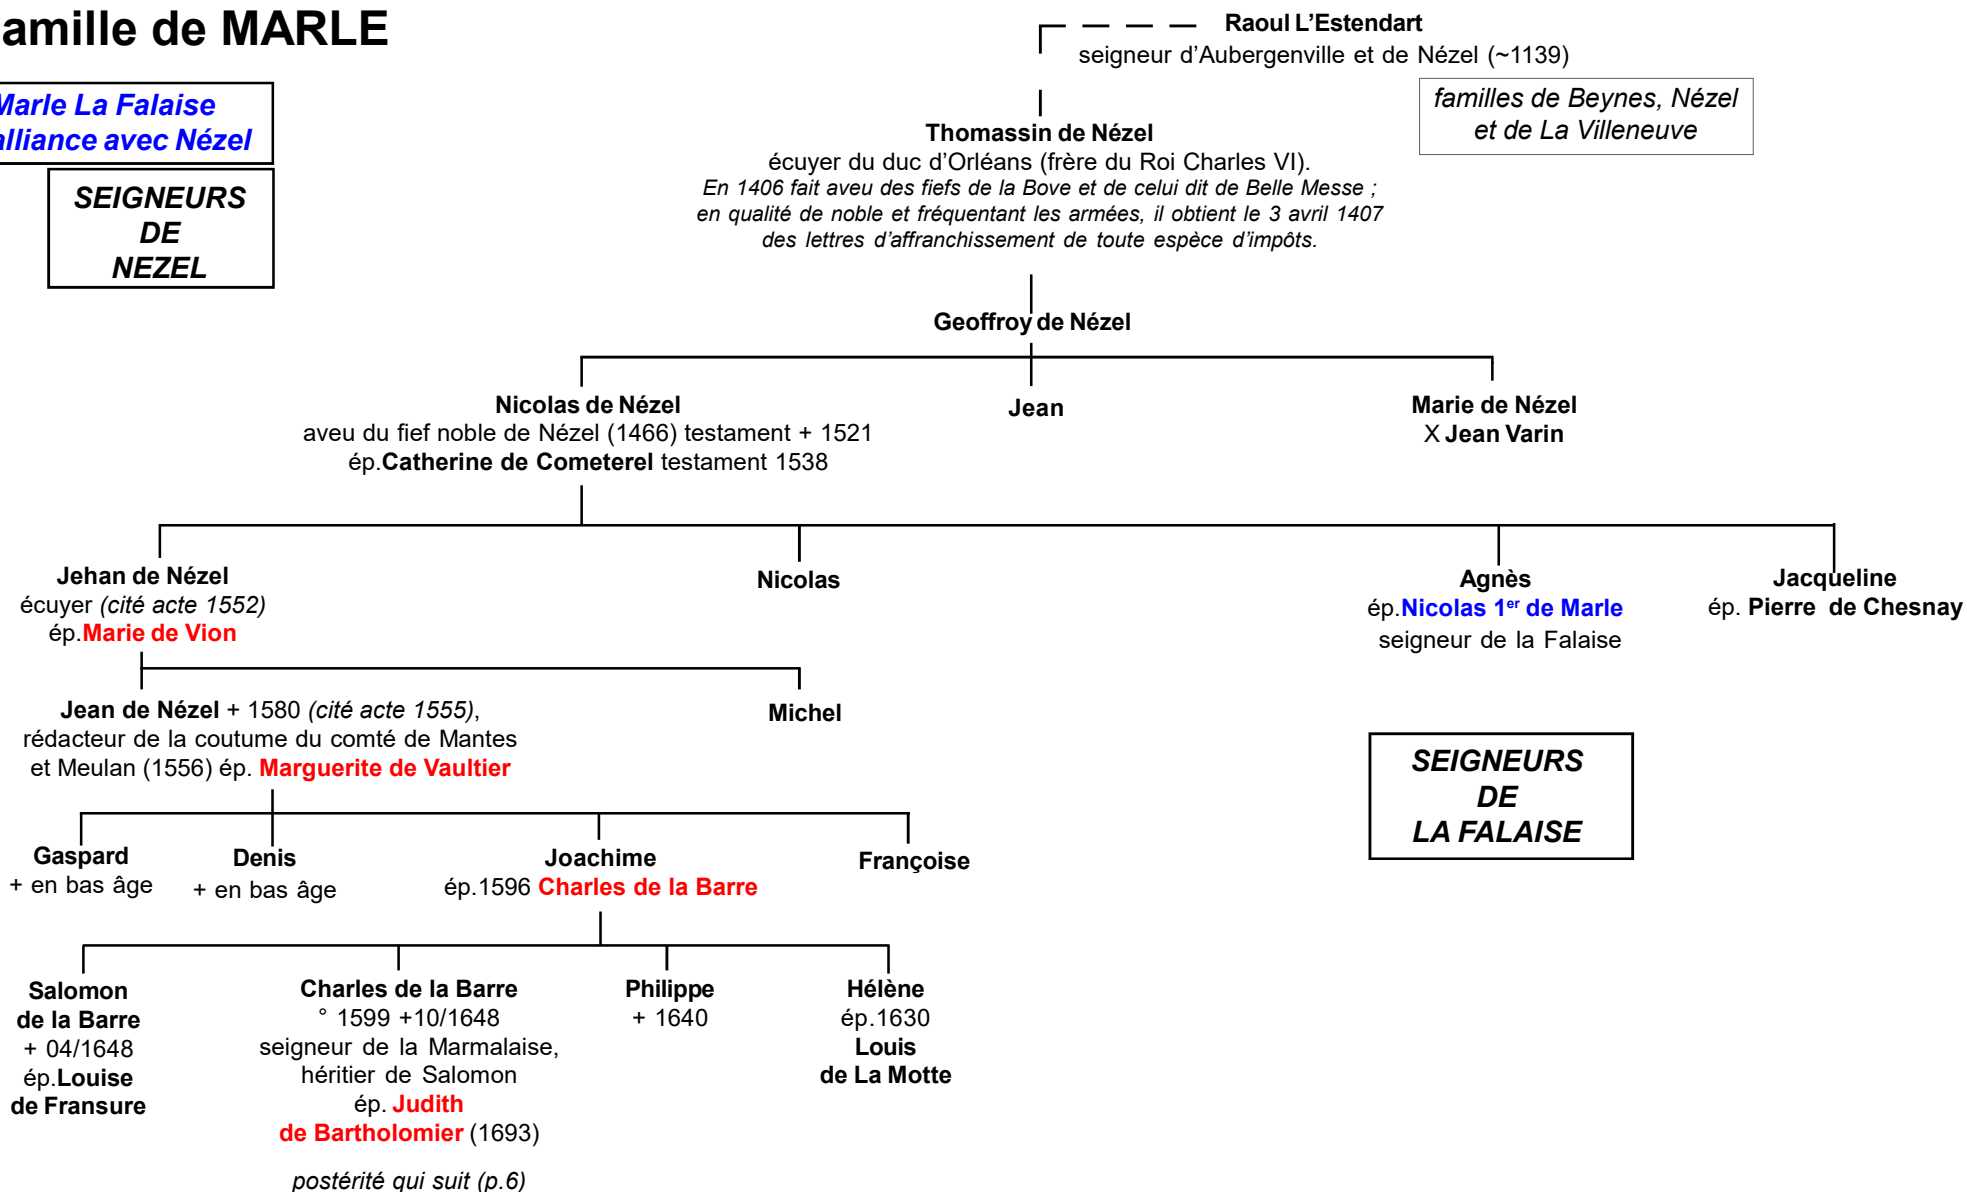 amille de MARLE
Marle La Falaise
alliance avec Nézel
SEIGNEURS
DE
NEZEL
Raoul L'Estendart
seigneur d'Aubergenville et de Nézel (~1139)
familles de Beynes, Nézel
et de La Villeneuve
Thomassin de Nézel
écuyer du duc d'Orléans (frère du Roi Charles VI).
En 1406 fait aveu des fiefs de la Bove et de celui dit de Belle Messe ;
en qualité de noble et fréquentant les armées, il obtient le 3 avril 1407
des lettres d'affranchissement de toute espèce d'impôts.
Geoffroy de Nézel
Nicolas de Nézel
aveu du fief noble de Nézel (1466) testament + 1521
ép.Catherine de Cometerel testament 1538
Jean
Marie de Nézel
X Jean Varin
Jehan de Nézel
écuyer (cité acte 1552)
ép.Marie de Vion
Nicolas
Agnès
ép.Nicolas 1er de Marle
seigneur de la Falaise
Jacqueline
ép. Pierre de Chesnay
Jean de Nézel + 1580 (cité acte 1555),
rédacteur de la coutume du comté de Mantes
et Meulan (1556) ép. Marguerite de Vaultier
Michel
SEIGNEURS
DE
LA FALAISE
Gaspard
+ en bas âge
Denis
+ en bas âge
Joachime
ép.1596 Charles de la Barre
Françoise
Salomon
de la Barre
+ 04/1648
ép.Louise
de Fransure
Charles de la Barre
° 1599 +10/1648
seigneur de la Marmalaise,
héritier de Salomon
ép. Judith
de Bartholomier (1693)
postérité qui suit (p.6)
Philippe
+ 1640
Hélène
ép.1630
Louis
de La Motte